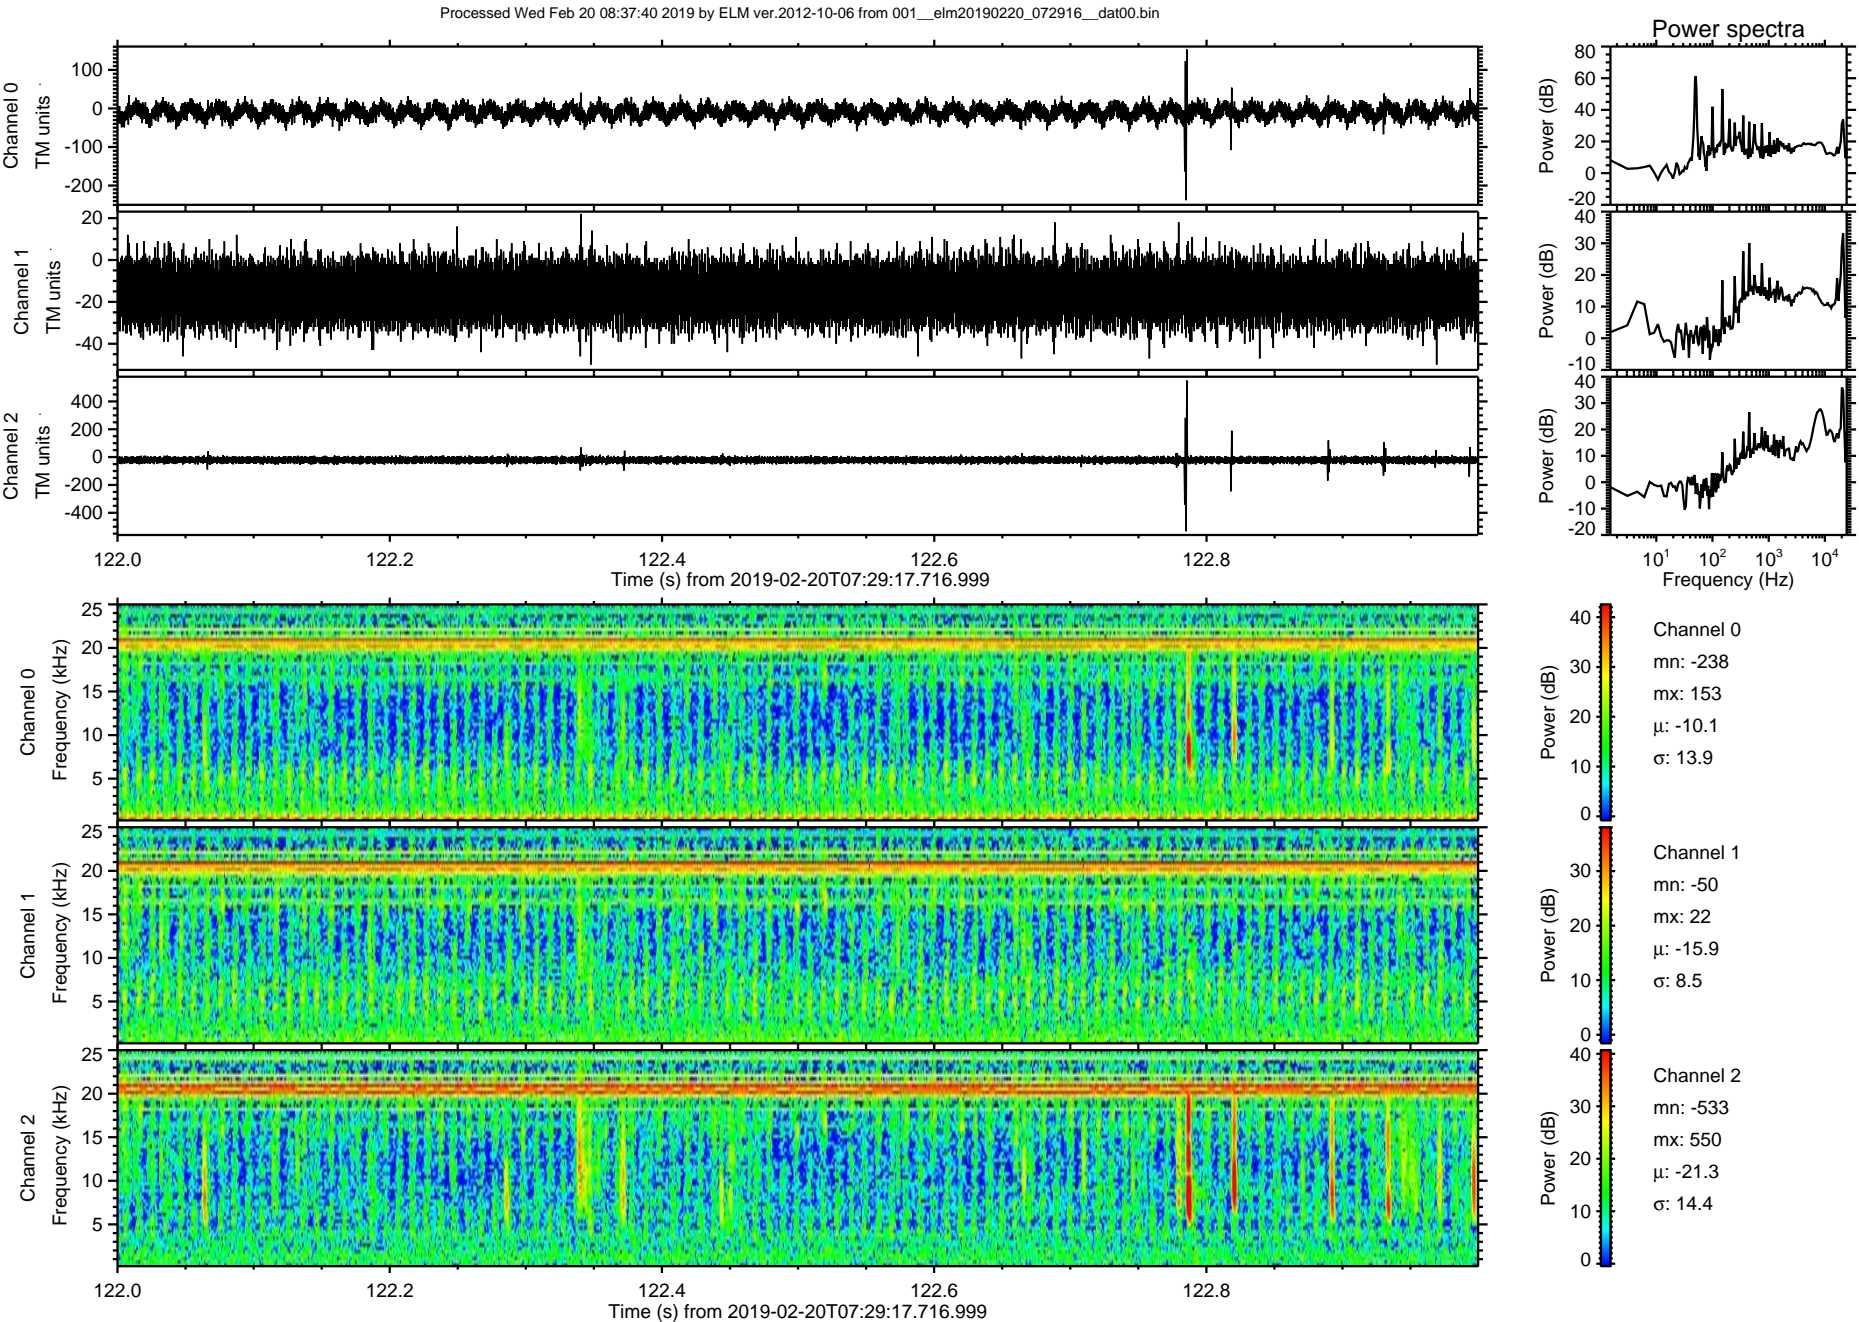 Processed Wed Feb 20 08:37:40 2019 by ELM ver.2012-10-06 from 001__elm20190220_072916__dat00.bin
Power spectra
Channel 0
TM units
100
0
-100
-200
Power (dB)
80
60
40
20
0
-20
Channel 1
TM units
20
0
-20
-40
Power (dB)
40
30
20
10
0
-10
Channel 2
TM units
400
200
0
-200
-400
Power (dB)
40
30
20
10
0
-10
-20
122.0 122.2 122.4 122.6 122.8
Time (s) from 2019-02-20T07:29:17.716.999
10¹ 10² 10³ 10⁴
Frequency (Hz)
Channel 0
Frequency (kHz)
25
20
15
10
5
Power (dB)
40
30
20
10
0
Channel 0
mn: -238
mx: 153
μ: -10.1
σ: 13.9
Channel 1
Frequency (kHz)
25
20
15
10
5
Power (dB)
30
20
10
0
Channel 1
mn: -50
mx: 22
μ: -15.9
σ: 8.5
Channel 2
Frequency (kHz)
25
20
15
10
5
Power (dB)
40
30
20
10
0
Channel 2
mn: -533
mx: 550
μ: -21.3
σ: 14.4
122.0 122.2 122.4 122.6 122.8
Time (s) from 2019-02-20T07:29:17.716.999